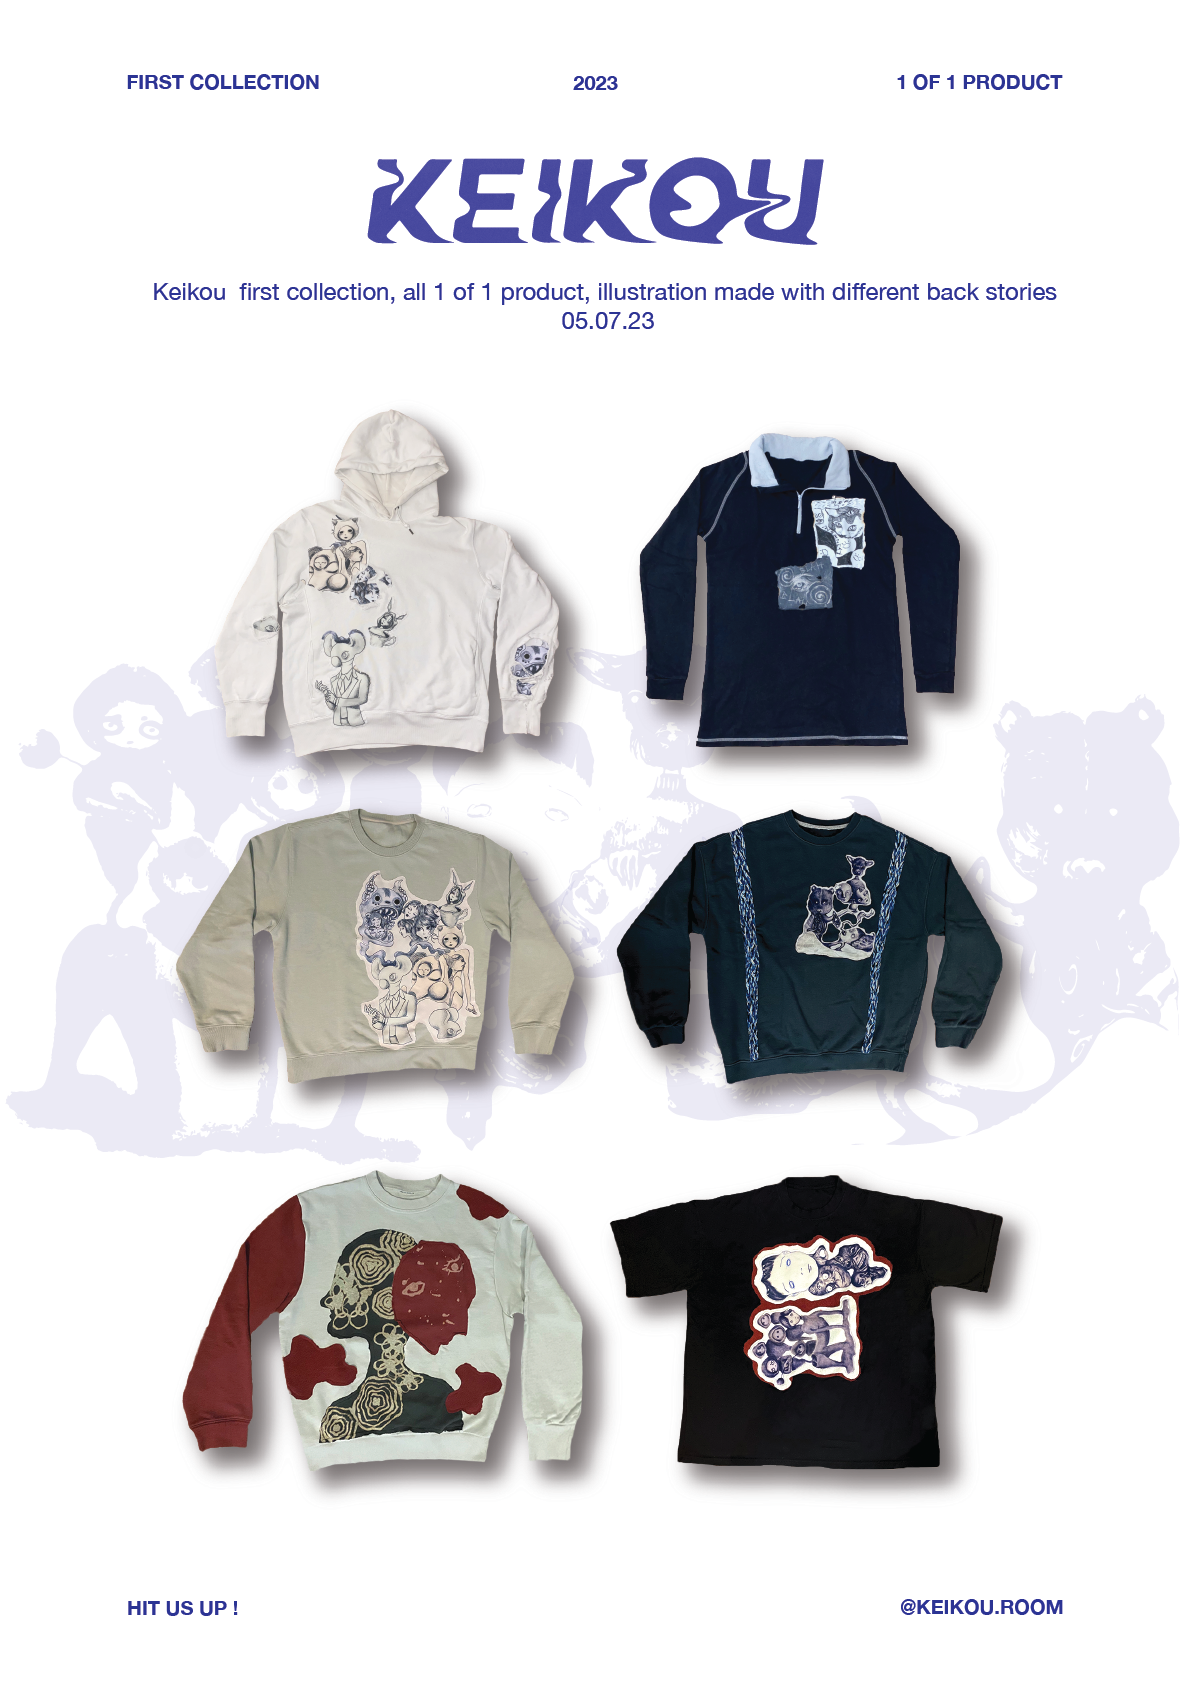 FIRST COLLECTION
2023
1 OF 1 PRODUCT
KEIKOU
Keikou  first collection, all 1 of 1 product, illustration made with different back stories
05.07.23
HIT US UP !
@KEIKOU.ROOM